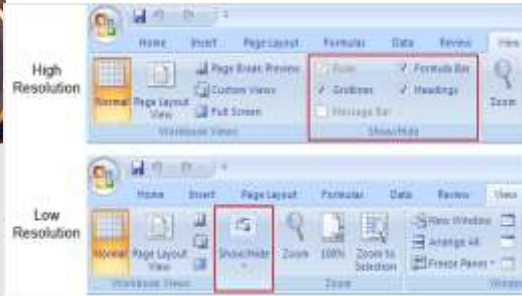 High
Resolution
Home Insert Page Layout Formulas Data Review View
Normal Page Layout View
Page Break Preview
Custom Views
Full Screen
Workbook Views
Ruler
Gridlines
Message Bar
Formula Bar
Headings
Show/Hide
Zoom
Low
Resolution
Home Insert Page Layout Formulas Data Review View
Normal Page Layout View
Workbook Views
Show/Hide
Zoom 100% Zoom to Selection
Zoom
New Window
Arrange All
Freeze Panes